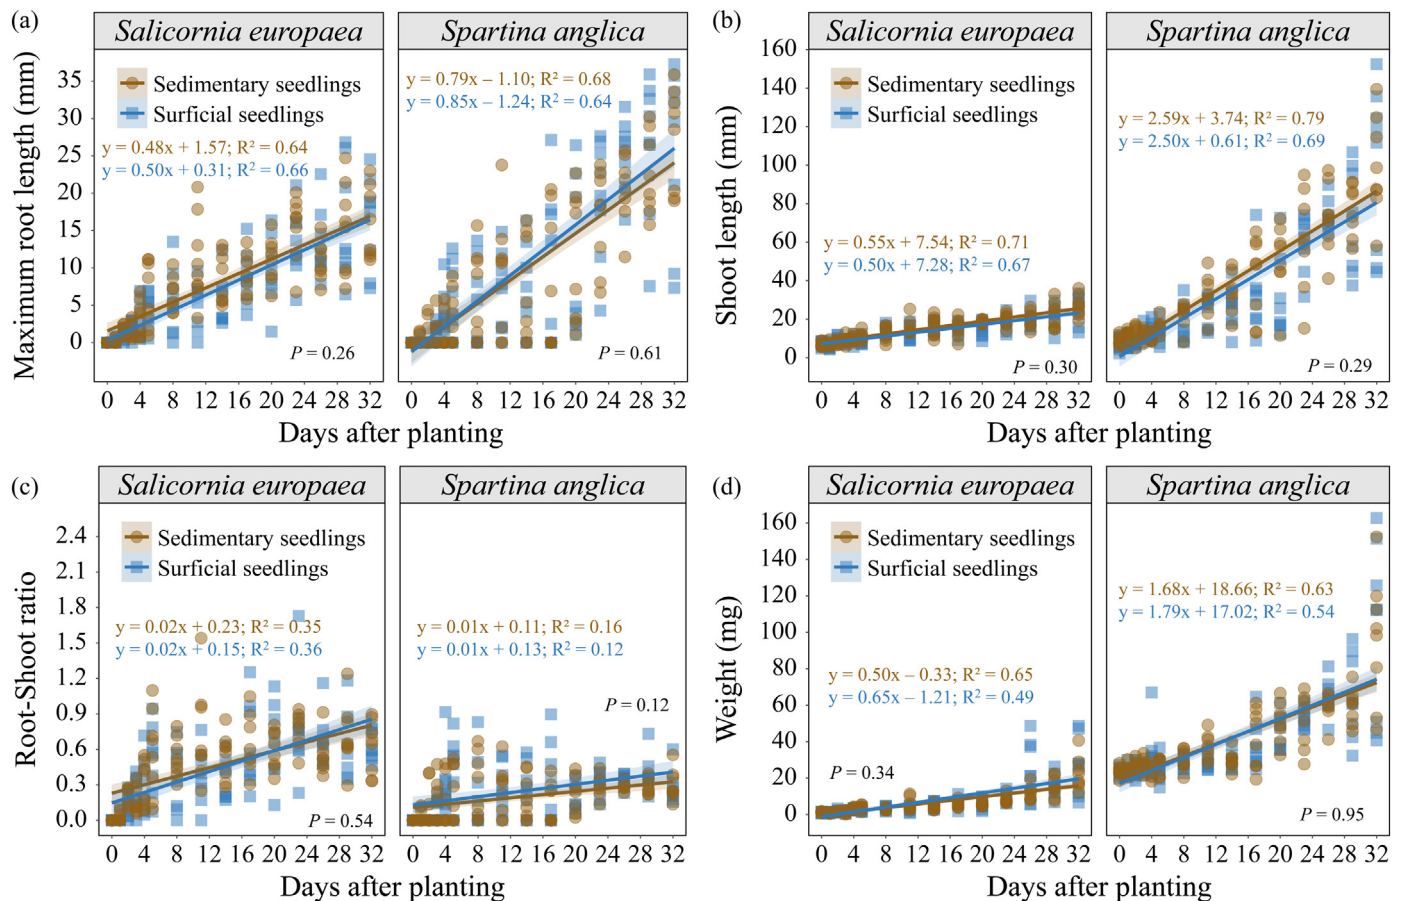 (a)
Salicornia europaea
Spartina anglica
Maximum root length (mm)
35
30
25
20
15
10
5
0
Sedimentary seedlings
Surficial seedlings
y = 0.48x + 1.57; R² = 0.64
y = 0.50x + 0.31; R² = 0.66
P = 0.26
y = 0.79x – 1.10; R² = 0.68
y = 0.85x – 1.24; R² = 0.64
P = 0.61
0 4 8 12 16 20 24 28 32
0 4 8 12 16 20 24 28 32
Days after planting
(b)
Salicornia europaea
Spartina anglica
Shoot length (mm)
160
140
120
100
80
60
40
20
0
Sedimentary seedlings
Surficial seedlings
y = 0.55x + 7.54; R² = 0.71
y = 0.50x + 7.28; R² = 0.67
P = 0.30
y = 2.59x + 3.74; R² = 0.79
y = 2.50x + 0.61; R² = 0.69
P = 0.29
0 4 8 12 16 20 24 28 32
0 4 8 12 16 20 24 28 32
Days after planting
(c)
Salicornia europaea
Spartina anglica
Root-Shoot ratio
2.4
2.1
1.8
1.5
1.2
0.9
0.6
0.3
0.0
Sedimentary seedlings
Surficial seedlings
y = 0.02x + 0.23; R² = 0.35
y = 0.02x + 0.15; R² = 0.36
P = 0.54
y = 0.01x + 0.11; R² = 0.16
y = 0.01x + 0.13; R² = 0.12
P = 0.12
0 4 8 12 16 20 24 28 32
0 4 8 12 16 20 24 28 32
Days after planting
(d)
Salicornia europaea
Spartina anglica
Weight (mg)
160
140
120
100
80
60
40
20
0
Sedimentary seedlings
Surficial seedlings
y = 0.50x – 0.33; R² = 0.65
y = 0.65x – 1.21; R² = 0.49
P = 0.34
y = 1.68x + 18.66; R² = 0.63
y = 1.79x + 17.02; R² = 0.54
P = 0.95
0 4 8 12 16 20 24 28 32
0 4 8 12 16 20 24 28 32
Days after planting